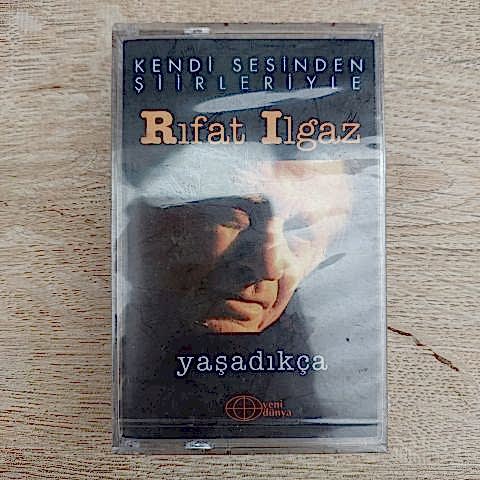 KENDİ SESİNDEN
ŞİİRLERİYLE
Rıfat Ilgaz
yaşadıkça
yeni
dünya